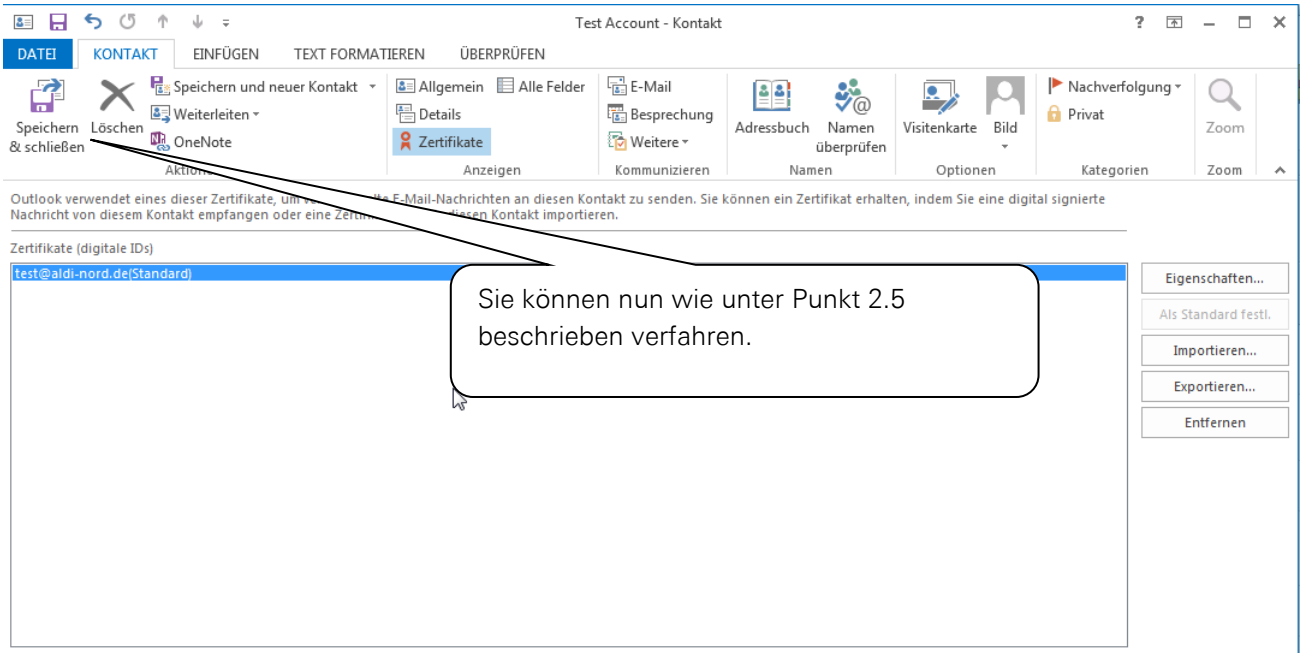 Test Account - Kontakt
?
DATEI KONTAKT EINFÜGEN TEXT FORMATIEREN ÜBERPRÜFEN
Speichern & schließen
Löschen
Speichern und neuer Kontakt
Weiterleiten
OneNote
Allgemein Alle Felder
Details
Zertifikate
Anzeigen
E-Mail
Besprechung
Weitere
Kommunizieren
Adressbuch
Namen überprüfen
Namen
Visitenkarte Bild
Optionen
Nachverfolgung
Privat
Kategorien
Zoom
Zoom
Outlook verwendet eines dieser Zertifikate, um E-Mail-Nachrichten an diesen Kontakt zu senden. Sie können ein Zertifikat erhalten, indem Sie eine digital signierte
Nachricht von diesem Kontakt empfangen oder eine diesen Kontakt importieren.
Zertifikate (digitale IDs)
test@aldi-nord.de(Standard)
Sie können nun wie unter Punkt 2.5
beschrieben verfahren.
Eigenschaften...
Als Standard festl.
Importieren...
Exportieren...
Entfernen